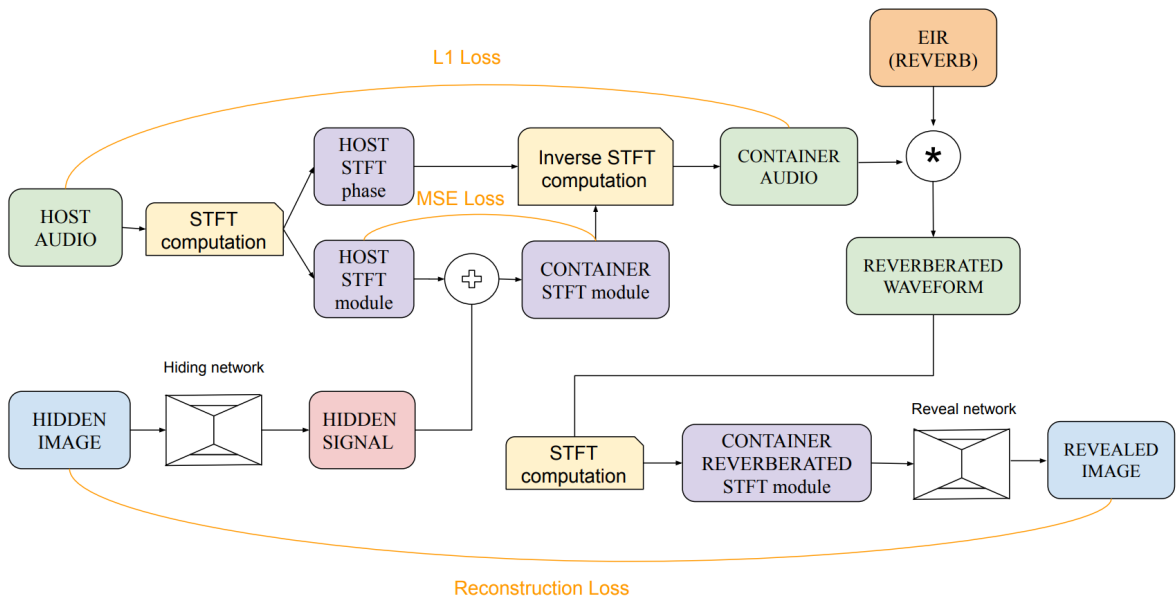 EIR
(REVERB)
L1 Loss
HOST
STFT
phase
Inverse STFT
computation
CONTAINER
AUDIO
*
MSE Loss
HOST
AUDIO
STFT
computation
HOST
STFT
module
CONTAINER
STFT module
REVERBERATED
WAVEFORM
Hiding network
HIDDEN
IMAGE
HIDDEN
SIGNAL
Reveal network
STFT
computation
CONTAINER
REVERBERATED
STFT module
REVEALED
IMAGE
Reconstruction Loss